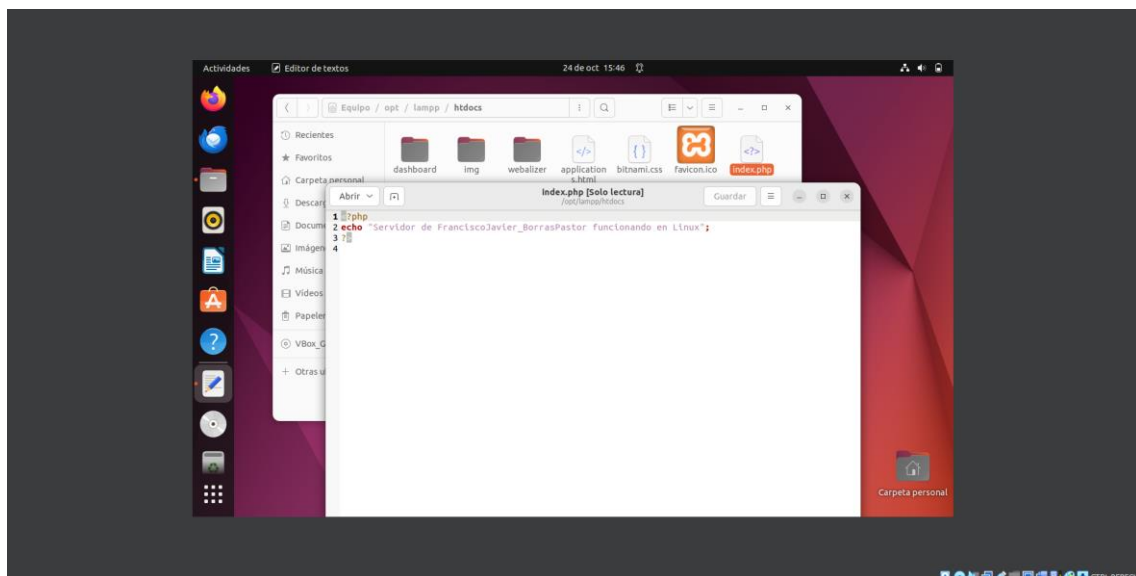 Actividades
Editor de textos
24 de oct 15:46
Equipo / opt / lampp / htdocs
Recientes
Favoritos
Carpeta personal
dashboard
img
webalizer
application
s.html
bitnami.css
favicon.ico
index.php
Abrir
index.php [Solo lectura]
/opt/lampp/htdocs
Guardar
Descarg
Docume
Imágen
Música
Vídeos
Papeler
VBox_G
Otras u
1 <?php
2 echo "Servidor de FranciscoJavier_BorrasPastor funcionando en Linux";
3 ?>
4
Carpeta personal